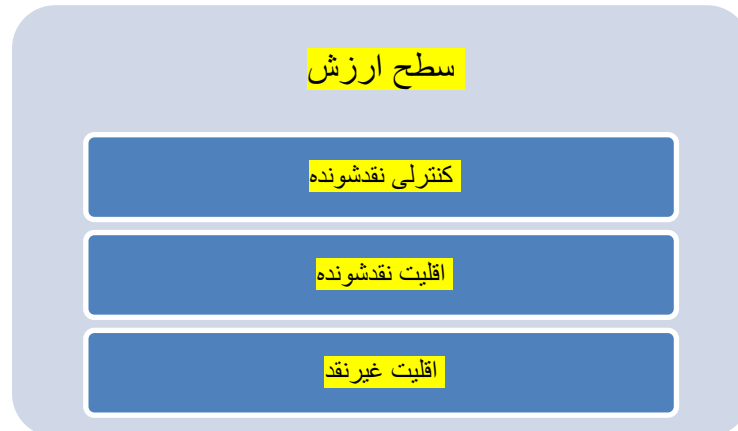 سطح ارزش
کنترلی نقدشونده
اقلیت نقدشونده
اقلیت غیرنقد